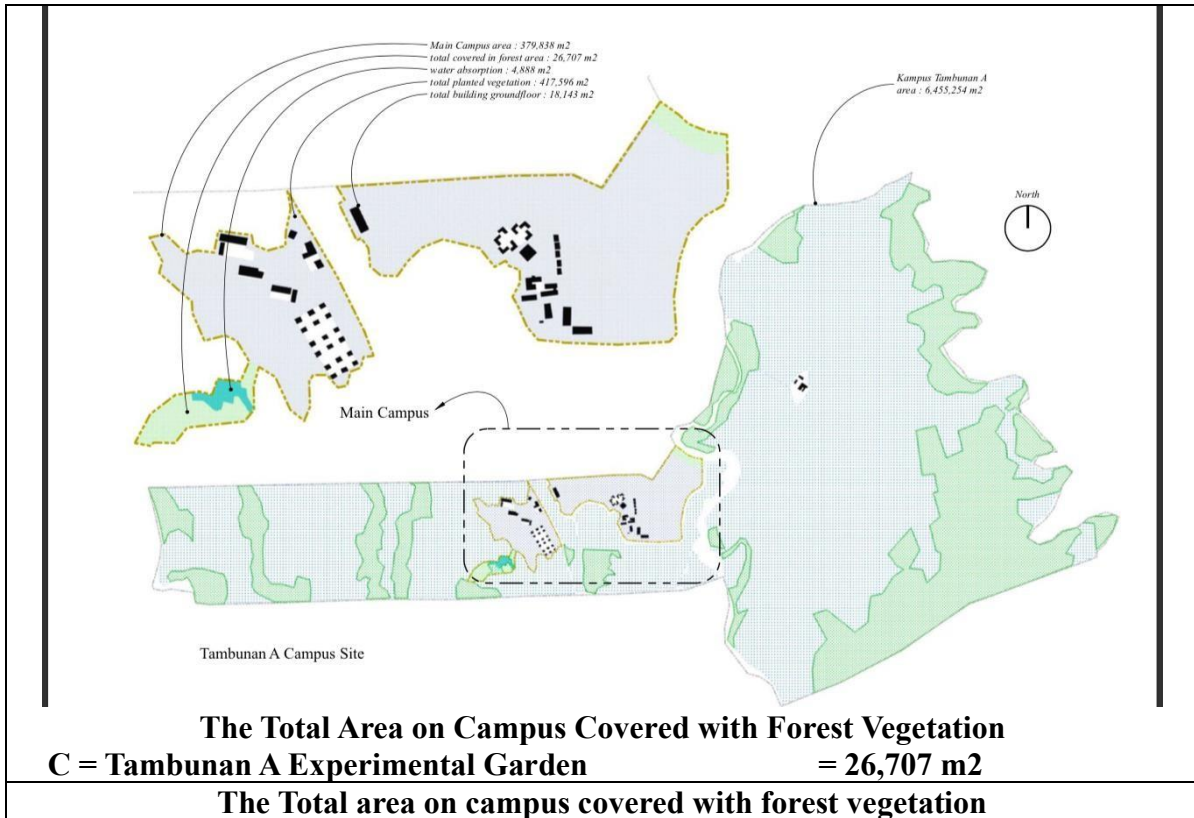 Main Campus area : 379,838 m2
total covered in forest area : 26,707 m2
water absorption : 4,888 m2
total planted vegetation : 417,596 m2
total building groundfloor : 18,143 m2
Kampus Tambunan A
area : 6,455,254 m2
North
Main Campus
Tambunan A Campus Site
The Total Area on Campus Covered with Forest Vegetation
C = Tambunan A Experimental Garden = 26,707 m2
The Total area on campus covered with forest vegetation